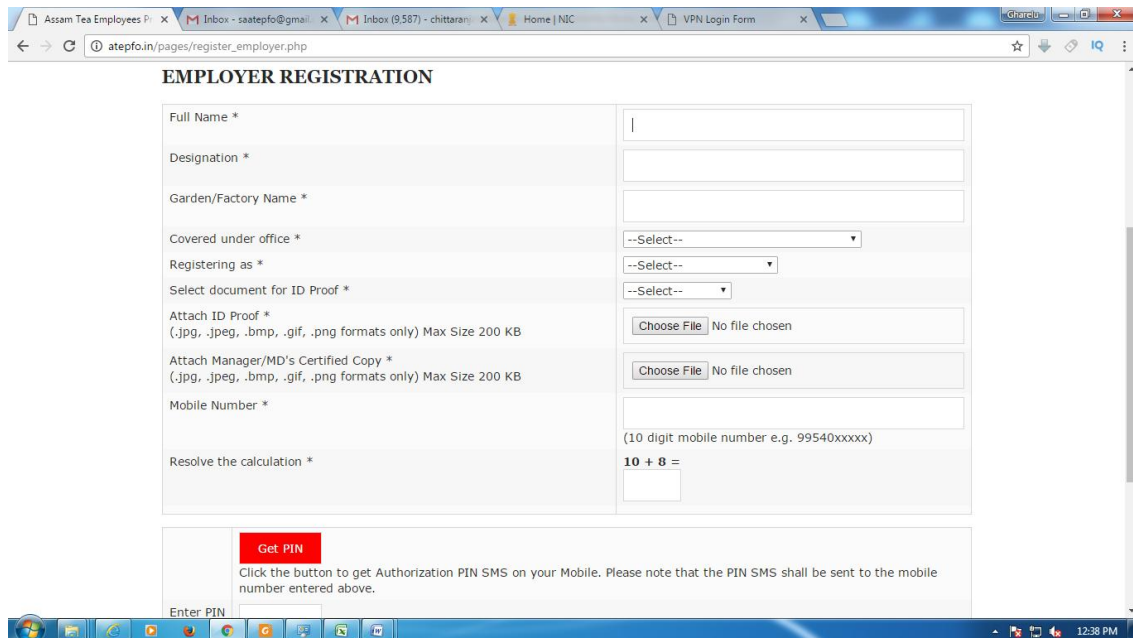 Assam Tea Employees Pr
Inbox - saatepfo@gmail.
Inbox (9,587) - chittaranj
Home | NIC
VPN Login Form
Gharelu
atepfo.in/pages/register_employer.php
IQ
EMPLOYER REGISTRATION
Full Name *
Designation *
Garden/Factory Name *
Covered under office *
--Select--
Registering as *
--Select--
Select document for ID Proof *
--Select--
Attach ID Proof *
(.jpg, .jpeg, .bmp, .gif, .png formats only) Max Size 200 KB
Choose File No file chosen
Attach Manager/MD's Certified Copy *
(.jpg, .jpeg, .bmp, .gif, .png formats only) Max Size 200 KB
Choose File No file chosen
Mobile Number *
(10 digit mobile number e.g. 99540xxxxx)
Resolve the calculation *
10 + 8 =
Get PIN
Click the button to get Authorization PIN SMS on your Mobile. Please note that the PIN SMS shall be sent to the mobile
number entered above.
Enter PIN
12:38 PM